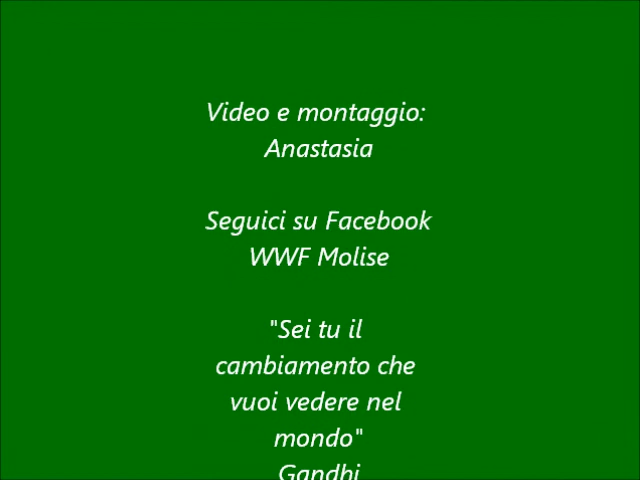 Video e montaggio:
Anastasia
Seguici su Facebook
WWF Molise
"Sei tu il
cambiamento che
vuoi vedere nel
mondo"
Gandhi